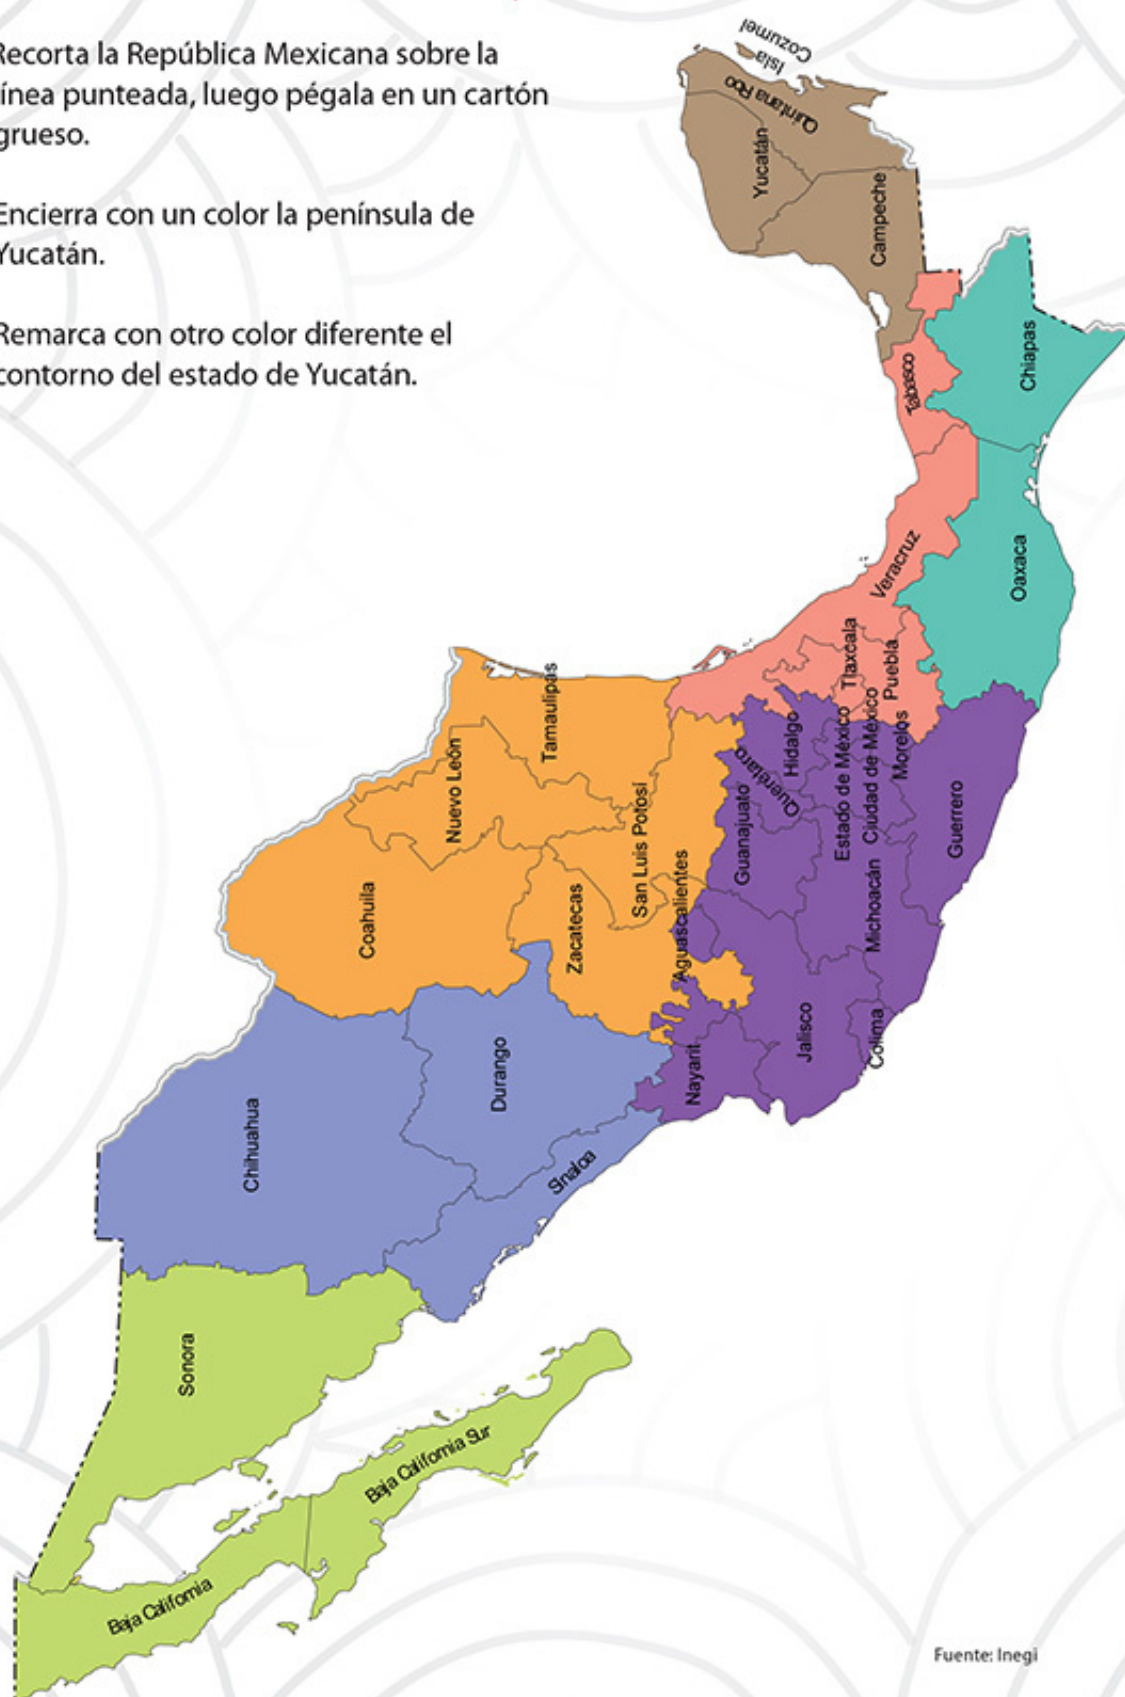 Recorta la República Mexicana sobre la
línea punteada, luego pégala en un cartón
grueso.
Encierra con un color la península de
Yucatán.
Remarca con otro color diferente el
contorno del estado de Yucatán.
Isla
Cozumel
Quintana Roo
Yucatán
Campeche
Tabasco
Chiapas
Veracruz
Oaxaca
Tlaxcala
Puebla
Tamaulipas
Nuevo León
San Luis Potosí
Coahuila
Zacatecas
Aguascalientes
Querétaro
Hidalgo
Guanajuato
Estado de México
Ciudad de México
Morelos
Guerrero
Michoacán
Jalisco
Colima
Nayarit
Durango
Chihuahua
Sinaloa
Sonora
Baja California Sur
Baja California
Fuente: Inegi